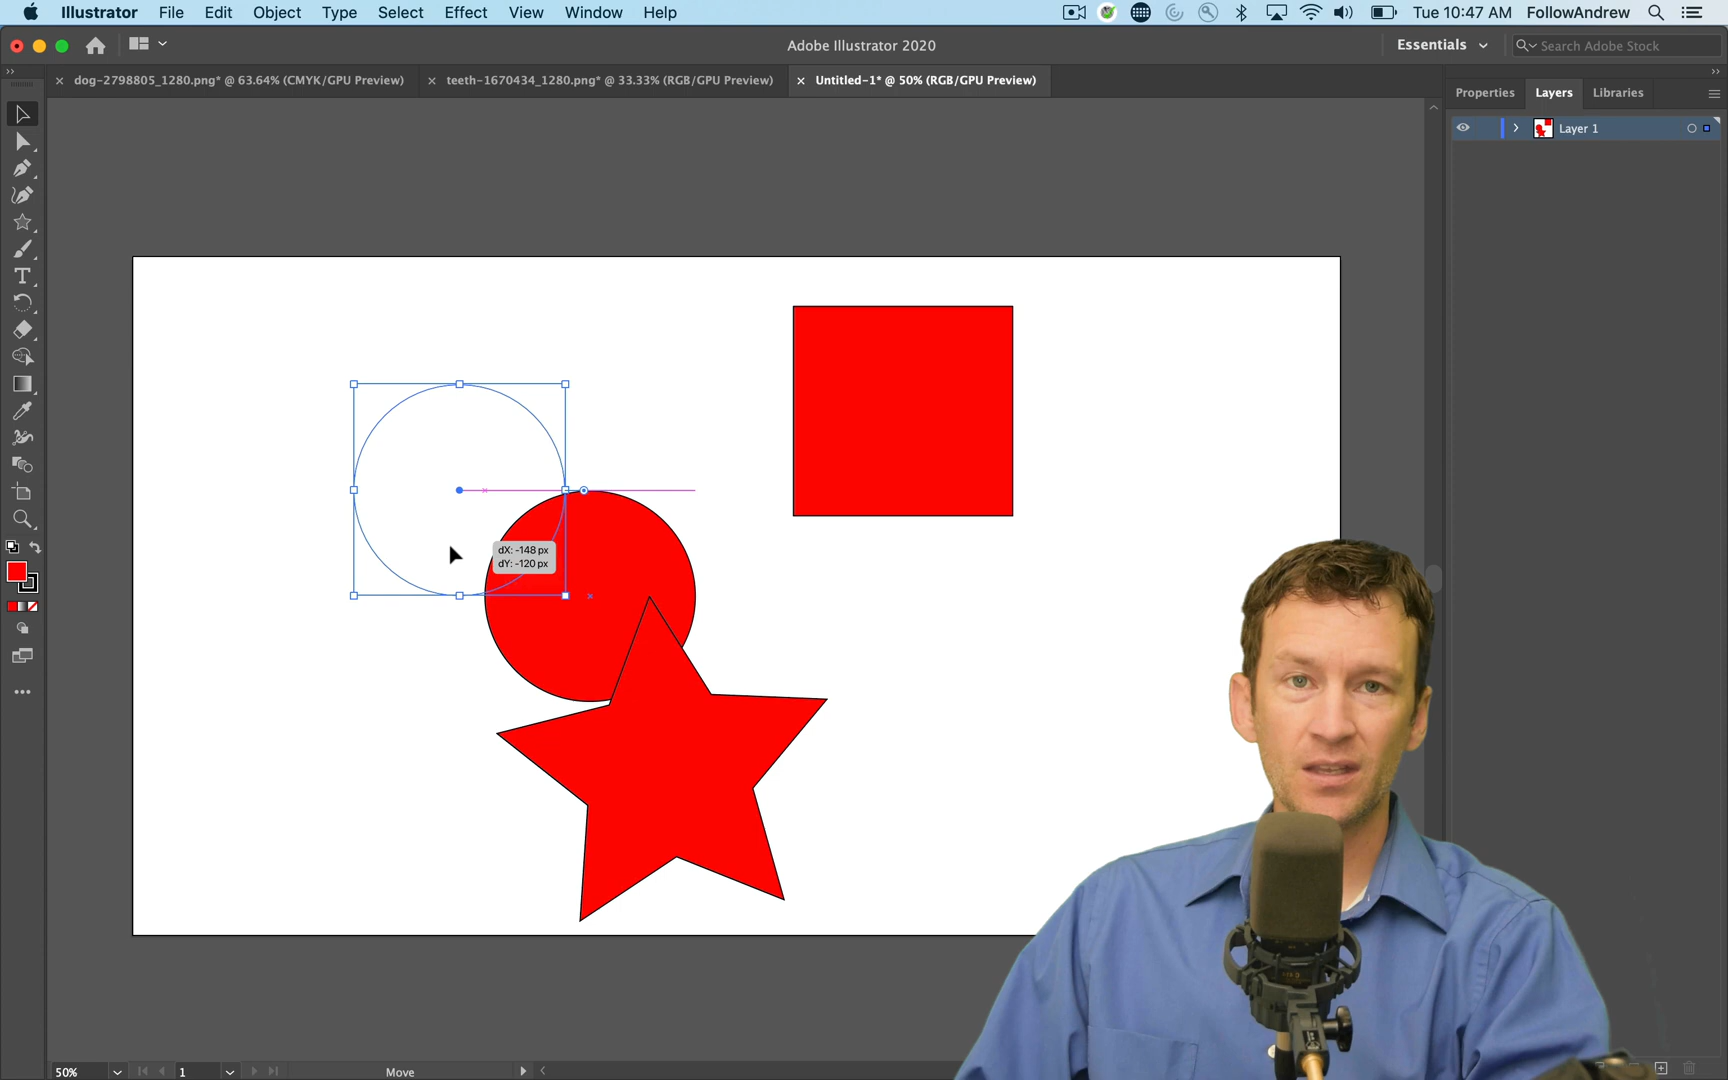 Illustrator File Edit Object Type Select Effect View Window Help Tue 10:47 AM FollowAndrew
Adobe Illustrator 2020 Essentials Search Adobe Stock
dog-2798805_1280.png* @ 63.64% (CMYK/GPU Preview) teeth-1670434_1280.png* @ 33.33% (RGB/GPU Preview) Untitled-1* @ 50% (RGB/GPU Preview)
Properties Layers Libraries
Layer 1
dX: -148 px
dY: -120 px
50% 1 Move